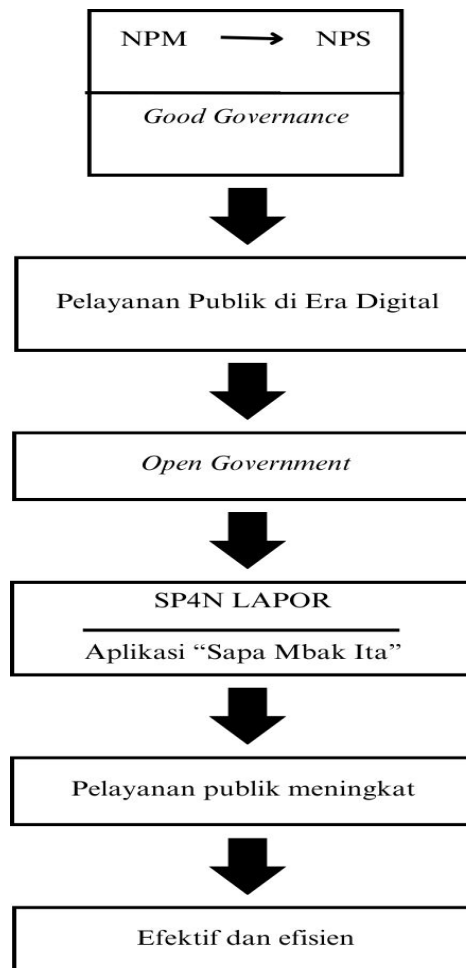 NPM NPS
Good Governance
Pelayanan Publik di Era Digital
Open Government
SP4N LAPOR
Aplikasi “Sapa Mbak Ita”
Pelayanan publik meningkat
Efektif dan efisien